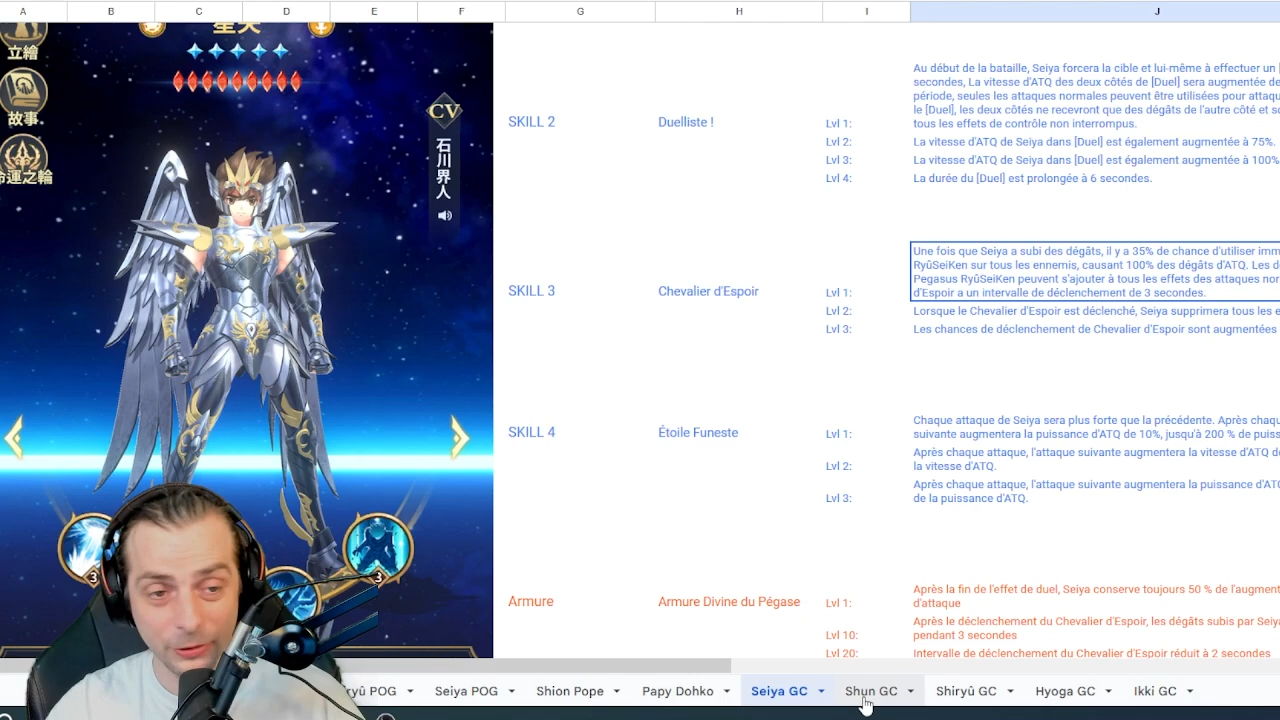 A B C D E F G H I J
星矢
立繪
故事
命運之輪
CV
石川界人
3
3
SKILL 2
Duelliste !
Lvl 1:
Au début de la bataille, Seiya forcera la cible et lui-même à effectuer un [
secondes, La vitesse d'ATQ des deux côtés de [Duel] sera augmentée de
période, seules les attaques normales peuvent être utilisées pour attaqu
le [Duel], les deux côtés ne recevront que des dégâts de l'autre côté et so
tous les effets de contrôle non interrompus.
Lvl 2:
La vitesse d'ATQ de Seiya dans [Duel] est également augmentée à 75%.
Lvl 3:
La vitesse d'ATQ de Seiya dans [Duel] est également augmentée à 100%
Lvl 4:
La durée du [Duel] est prolongée à 6 secondes.
SKILL 3
Chevalier d'Espoir
Lvl 1:
Une fois que Seiya a subi des dégâts, il y a 35% de chance d'utiliser imm
RyûSeiKen sur tous les ennemis, causant 100% des dégâts d'ATQ. Les d
Pegasus RyûSeiKen peuvent s'ajouter à tous les effets des attaques nor
d'Espoir a un intervalle de déclenchement de 3 secondes.
Lvl 2:
Lorsque le Chevalier d'Espoir est déclenché, Seiya supprimera tous les e
Lvl 3:
Les chances de déclenchement de Chevalier d'Espoir sont augmentées
SKILL 4
Étoile Funeste
Lvl 1:
Chaque attaque de Seiya sera plus forte que la précédente. Après chaqu
suivante augmentera la puissance d'ATQ de 10%, jusqu'à 200 % de puiss
Lvl 2:
Après chaque attaque, l'attaque suivante augmentera la vitesse d'ATQ d
la vitesse d'ATQ.
Lvl 3:
Après chaque attaque, l'attaque suivante augmentera la puissance d'ATQ
de la puissance d'ATQ.
Armure
Armure Divine du Pégase
Lvl 1:
Après la fin de l'effet de duel, Seiya conserve toujours 50 % de l'augment
d'attaque
Lvl 10:
Après le déclenchement du Chevalier d'Espoir, les dégâts subis par Seiya
pendant 3 secondes
Lvl 20:
Intervalle de déclenchement du Chevalier d'Espoir réduit à 2 secondes
ryû POG Seiya POG Shion Pope Papy Dohko Seiya GC Shun GC Shiryû GC Hyoga GC Ikki GC